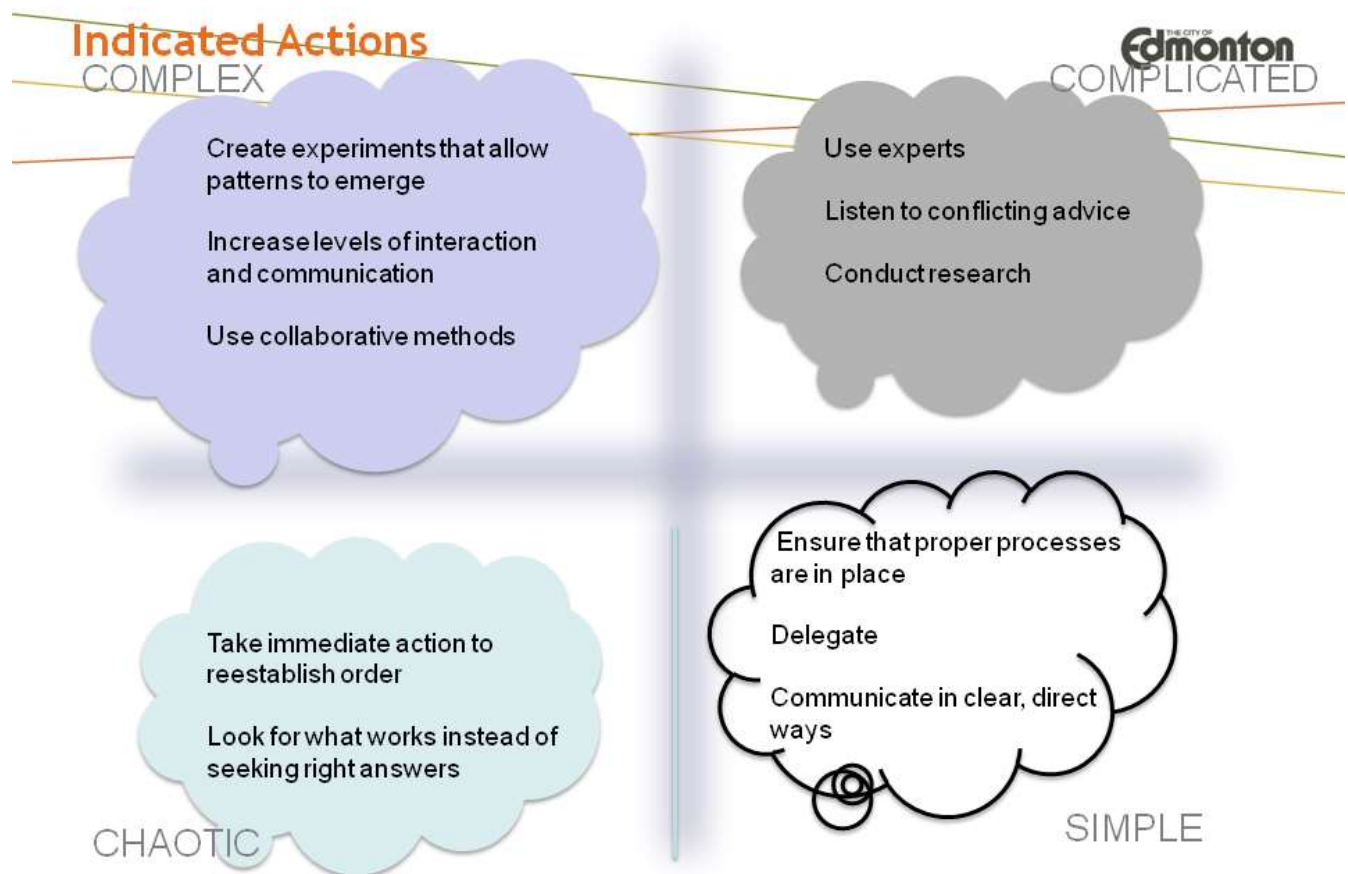 Indicated Actions
THE CITY OF
Edmonton
COMPLEX
COMPLICATED
Create experiments that allow
patterns to emerge
Increase levels of interaction
and communication
Use collaborative methods
Use experts
Listen to conflicting advice
Conduct research
Take immediate action to
reestablish order
Look for what works instead of
seeking right answers
CHAOTIC
Ensure that proper processes
are in place
Delegate
Communicate in clear, direct
ways
SIMPLE